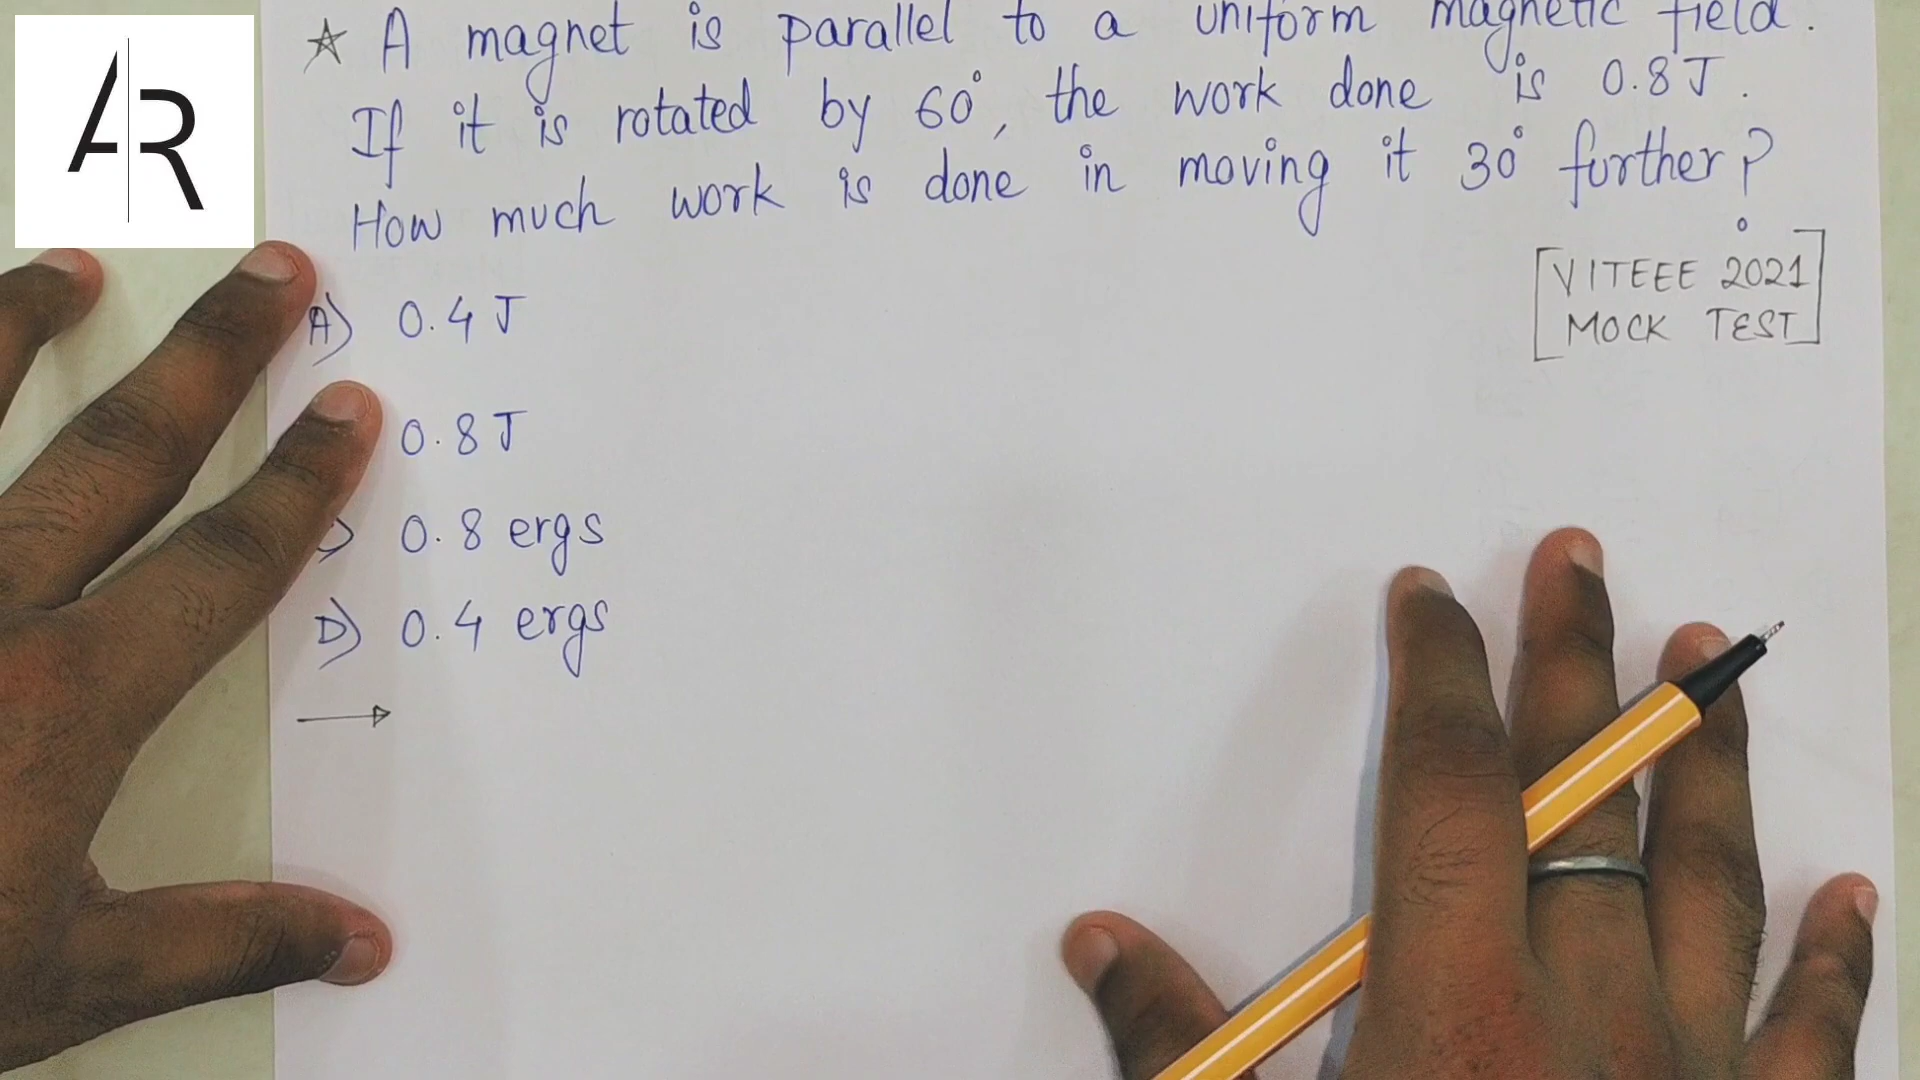 AR
☆ A magnet is parallel to a uniform magnetic field.
If it is rotated by 60°, the work done is 0.8 J.
How much work is done in moving it 30° further?
[VITEEE 2021
MOCK TEST]
A) 0.4 J
0.8 J
) 0.8 ergs
D) 0.4 ergs